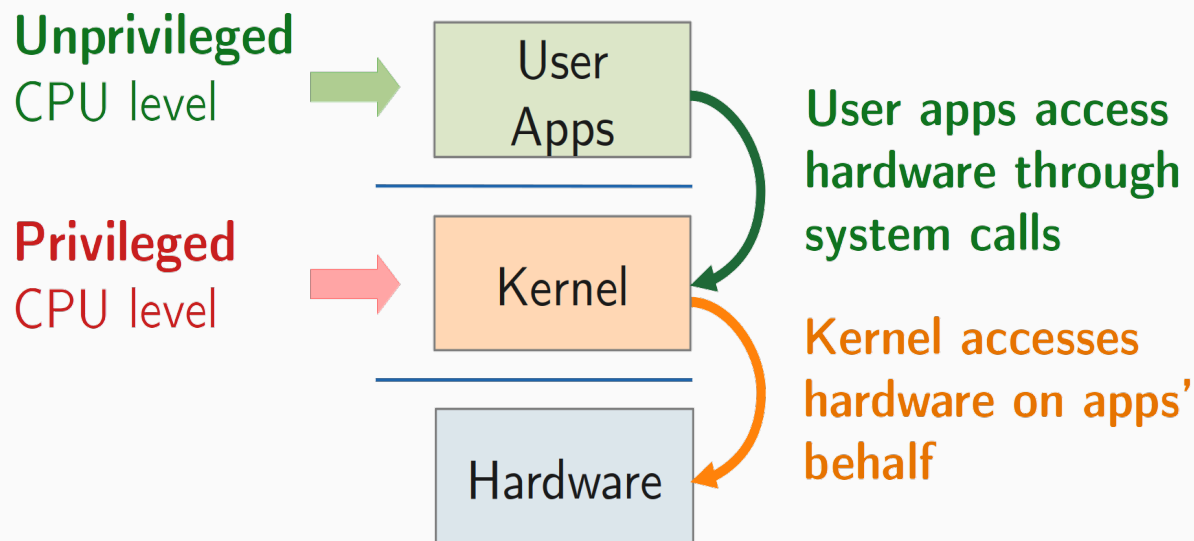 Unprivileged
CPU level
User
Apps
User apps access
hardware through
system calls
Privileged
CPU level
Kernel
Kernel accesses
hardware on apps’
behalf
Hardware